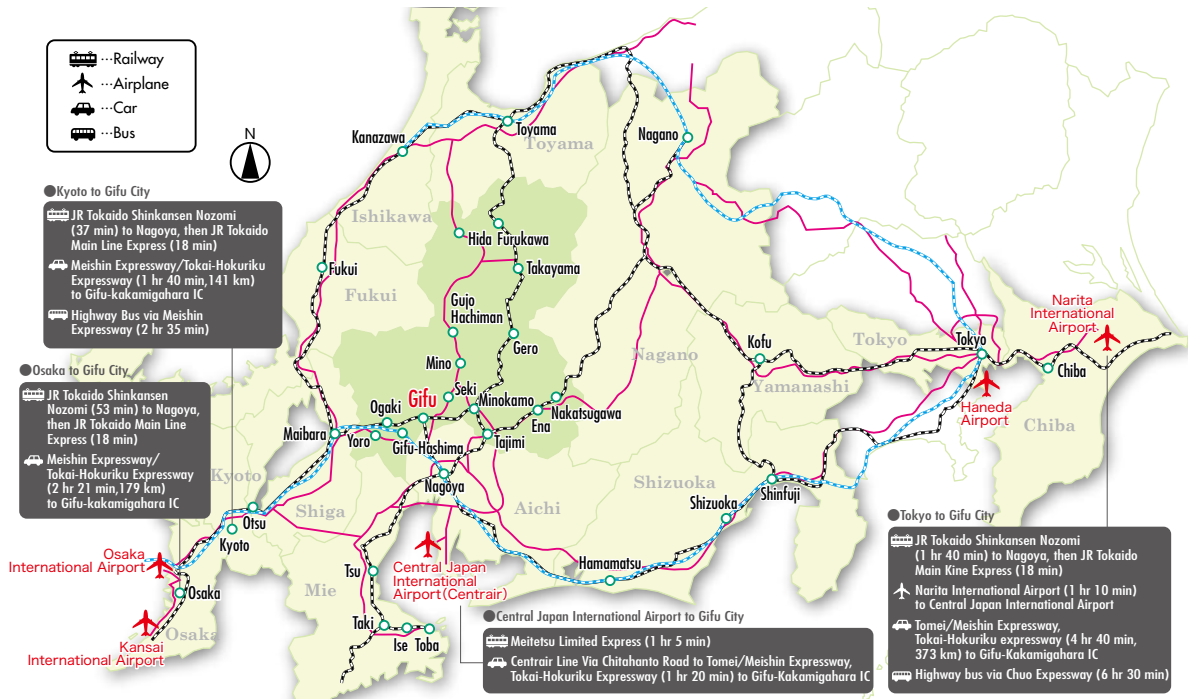 ···Railway
···Airplane
···Car
···Bus
N
●Kyoto to Gifu City
JR Tokaido Shinkansen Nozomi
(37 min) to Nagoya, then JR Tokaido
Main Line Express (18 min)
Meishin Expressway/Tokai-Hokuriku
Expressway (1 hr 40 min,141 km)
to Gifu-kakamigahara IC
Highway Bus via Meishin
Expressway (2 hr 35 min)
●Osaka to Gifu City
JR Tokaido Shinkansen
Nozomi (53 min) to Nagoya,
then JR Tokaido Main Line
Express (18 min)
Meishin Expressway/
Tokai-Hokuriku Expressway
(2 hr 21 min,179 km)
to Gifu-kakamigahara IC
Kanazawa
Toyama
Toyama
Nagano
Ishikawa
Hida Furukawa
Fukui
Takayama
Fukui
Gujo
Hachiman
Gero
Mino
Nagano
Kofu
Tokyo
Tokyo
Yamanashi
Narita
International
Airport
Chiba
Haneda
Airport
Chiba
Seki
Gifu
Minokamo
Ogaki
Nakatsugawa
Ena
Maibara
Yoro
Gifu-Hashima
Tajimi
Kyoto
Nagoya
Shizuoka
Shinfuji
Shizuoka
Aichi
Shiga
Otsu
Kyoto
Osaka
International Airport
Osaka
Kansai
International Airport
Osaka
Mie
Tsu
Taki
Ise
Toba
Central Japan
International
Airport(Centrair)
Hamamatsu
●Central Japan International Airport to Gifu City
Meitetsu Limited Express (1 hr 5 min)
Centrair Line Via Chitahanto Road to Tomei/Meishin Expressway,
Tokai-Hokuriku Expressway (1 hr 20 min) to Gifu-Kakamigahara IC
●Tokyo to Gifu City
JR Tokaido Shinkansen Nozomi
(1 hr 40 min) to Nagoya, then JR Tokaido
Main Kine Express (18 min)
Narita International Airport (1 hr 10 min)
to Central Japan International Airport
Tomei/Meishin Expressway,
Tokai-Hokuriku expressway (4 hr 40 min,
373 km) to Gifu-Kakamigahara IC
Highway bus via Chuo Expessway (6 hr 30 min)